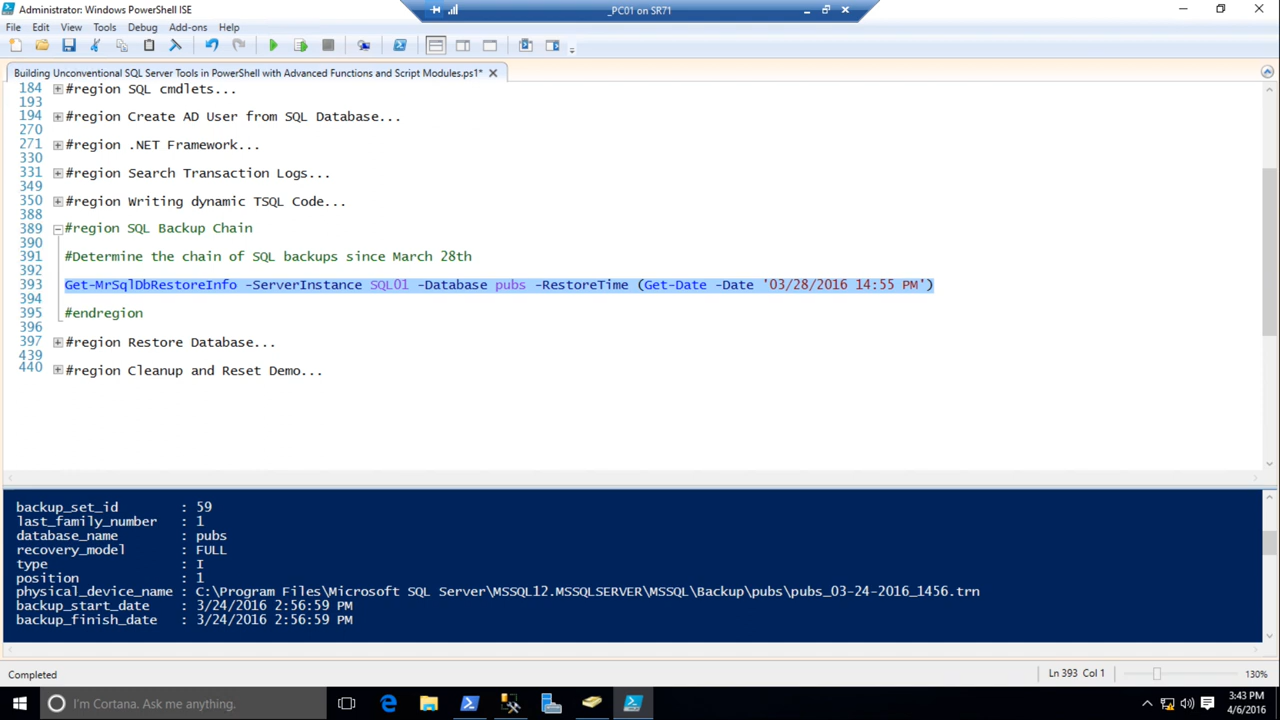 Administrator: Windows PowerShell ISE
_PC01 on SR71
File Edit View Tools Debug Add-ons Help
Building Unconventional SQL Server Tools in PowerShell with Advanced Functions and Script Modules.ps1*
184 #region SQL cmdlets...
193
194 #region Create AD User from SQL Database...
270
271 #region .NET Framework...
330
331 #region Search Transaction Logs...
349
350 #region Writing dynamic TSQL Code...
388
389 #region SQL Backup Chain
390
391 #Determine the chain of SQL backups since March 28th
392
393 Get-MrSqlDbRestoreInfo -ServerInstance SQL01 -Database pubs -RestoreTime (Get-Date -Date '03/28/2016 14:55 PM')
394
395 #endregion
396
397 #region Restore Database...
439
440 #region Cleanup and Reset Demo...
backup_set_id : 59
last_family_number : 1
database_name : pubs
recovery_model : FULL
type : I
position : 1
physical_device_name : C:\Program Files\Microsoft SQL Server\MSSQL12.MSSQLSERVER\MSSQL\Backup\pubs\pubs_03-24-2016_1456.trn
backup_start_date : 3/24/2016 2:56:59 PM
backup_finish_date : 3/24/2016 2:56:59 PM
Completed
Ln 393 Col 1
130%
I'm Cortana. Ask me anything.
3:43 PM
4/6/2016